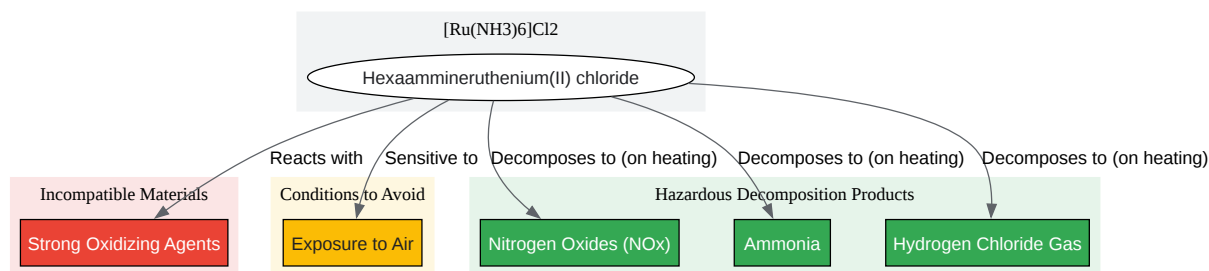 [Ru(NH3)6]Cl2
Hexaammineruthenium(II) chloride
Reacts with
Sensitive to
Decomposes to (on heating)
Decomposes to (on heating)
Decomposes to (on heating)
Incompatible Materials
Conditions to Avoid
Hazardous Decomposition Products
Strong Oxidizing Agents
Exposure to Air
Nitrogen Oxides (NOx)
Ammonia
Hydrogen Chloride Gas